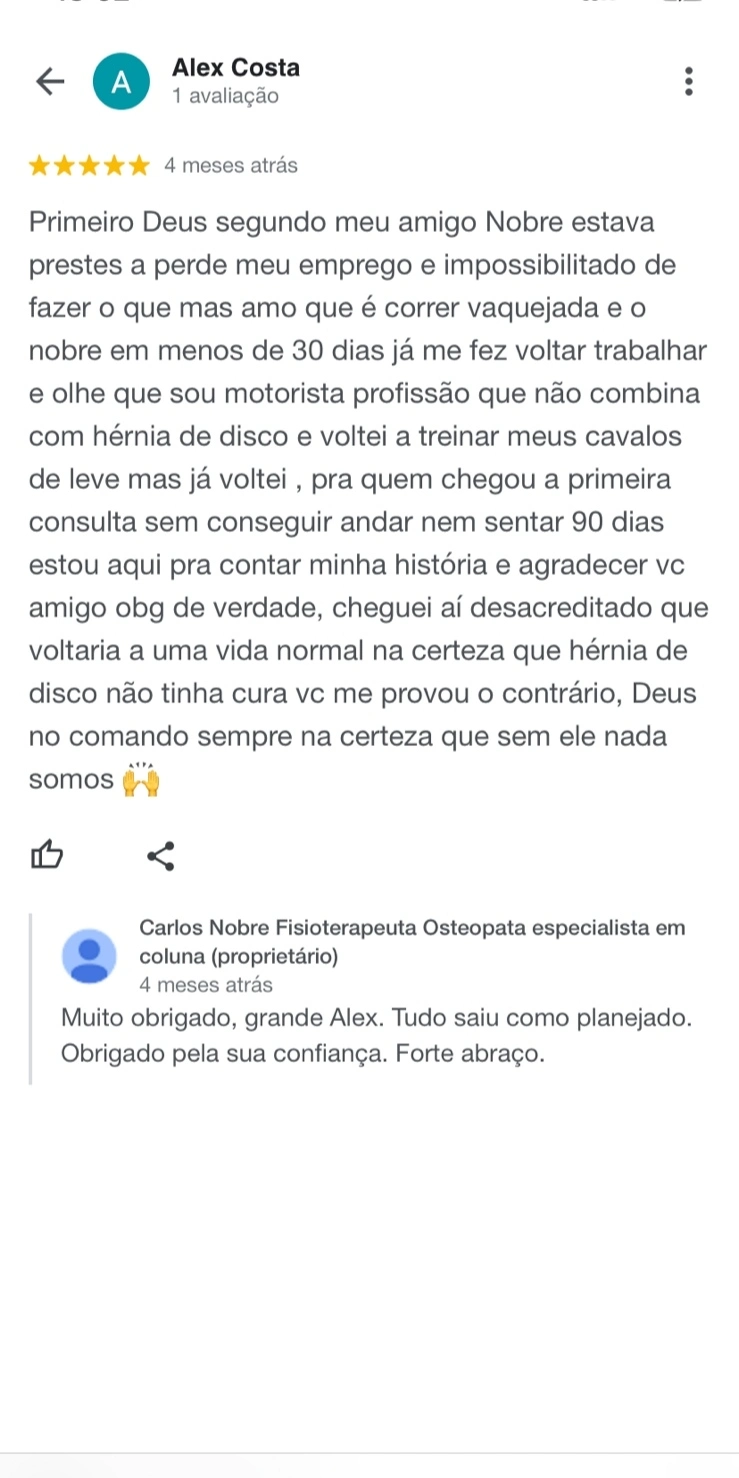 Alex Costa
A
1 avaliação
4 meses atrás
Primeiro Deus segundo meu amigo Nobre estava
prestes a perde meu emprego e impossibilitado de
fazer o que mas amo que é correr vaquejada e o
nobre em menos de 30 dias já me fez voltar trabalhar
e olhe que sou motorista profissão que não combina
com hérnia de disco e voltei a treinar meus cavalos
de leve mas já voltei , pra quem chegou a primeira
consulta sem conseguir andar nem sentar 90 dias
estou aqui pra contar minha história e agradecer vc
amigo obg de verdade, cheguei aí desacreditado que
voltaria a uma vida normal na certeza que hérnia de
disco não tinha cura vc me provou o contrário, Deus
no comando sempre na certeza que sem ele nada
somos 🙌
Carlos Nobre Fisioterapeuta Osteopata especialista em
coluna (proprietário)
4 meses atrás
Muito obrigado, grande Alex. Tudo saiu como planejado.
Obrigado pela sua confiança. Forte abraço.